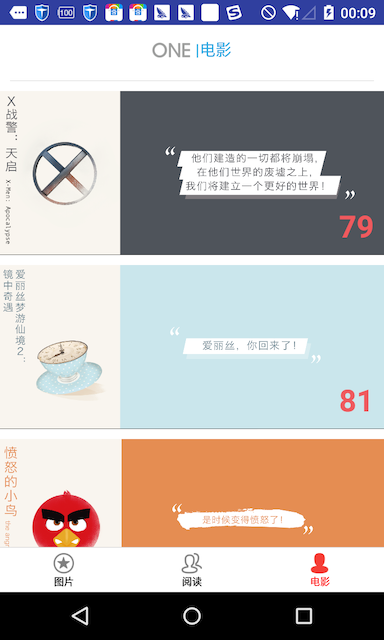 100
00:09
ONE |电影
X战警：天启
X-Men: Apocalypse
他们建造的一切都将崩塌，
在他们世界的废墟之上，
我们将建立一个更好的世界！
79
爱丽丝梦游仙境2：
镜中奇遇
爱丽丝，你回来了！
81
愤怒的小鸟
the angr
是时候变得愤怒了！
图片
阅读
电影